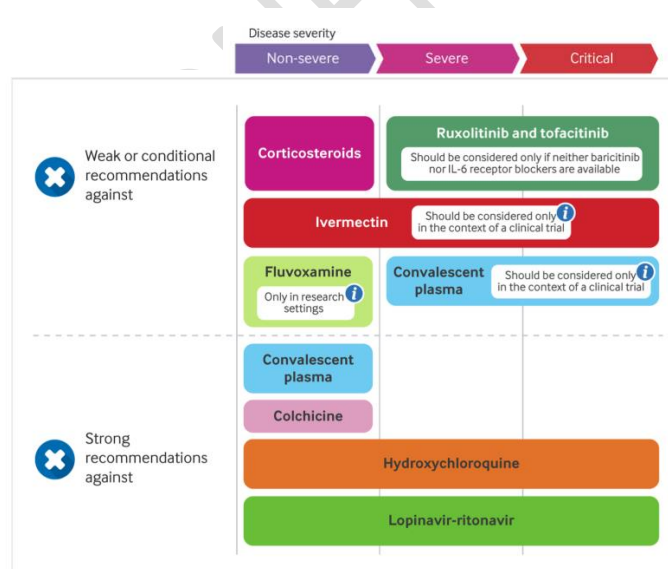 Disease severity
Non-severe
Severe
Critical
Weak or conditional
recommendations
against
Corticosteroids
Ruxolitinib and tofacitinib
Should be considered only if neither baricitinib
nor IL-6 receptor blockers are available
Ivermectin
Should be considered only
in the context of a clinical trial
Fluvoxamine
Only in research
settings
Convalescent
plasma
Should be considered only
in the context of a clinical trial
Strong
recommendations
against
Convalescent
plasma
Colchicine
Hydroxychloroquine
Lopinavir-ritonavir